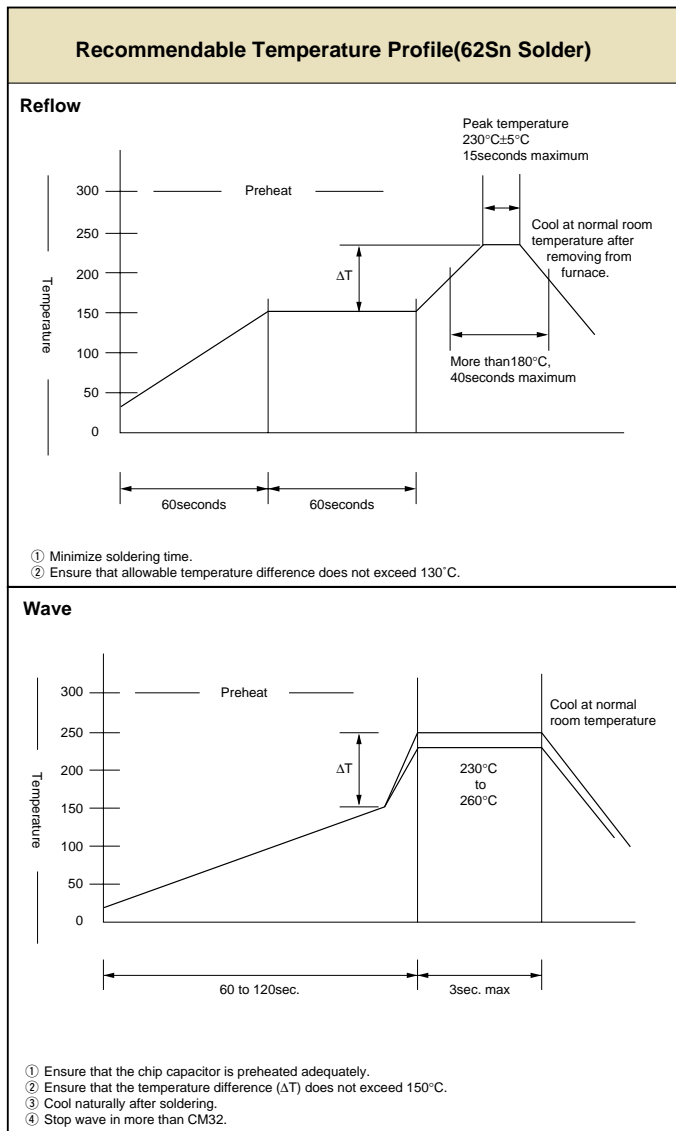 Recommendable Temperature Profile(62Sn Solder)
Reflow
Peak temperature
230°C±5°C
15seconds maximum
Temperature
300
250
200
150
100
50
0
Preheat
ΔT
Cool at normal room
temperature after
removing from
furnace.
More than180°C,
40seconds maximum
60seconds
60seconds
① Minimize soldering time.
② Ensure that allowable temperature difference does not exceed 130˚C.
Wave
Temperature
300
250
200
150
100
50
0
Preheat
ΔT
230°C
to
260°C
Cool at normal
room temperature
60 to 120sec.
3sec. max
① Ensure that the chip capacitor is preheated adequately.
② Ensure that the temperature difference (ΔT) does not exceed 150°C.
③ Cool naturally after soldering.
④ Stop wave in more than CM32.